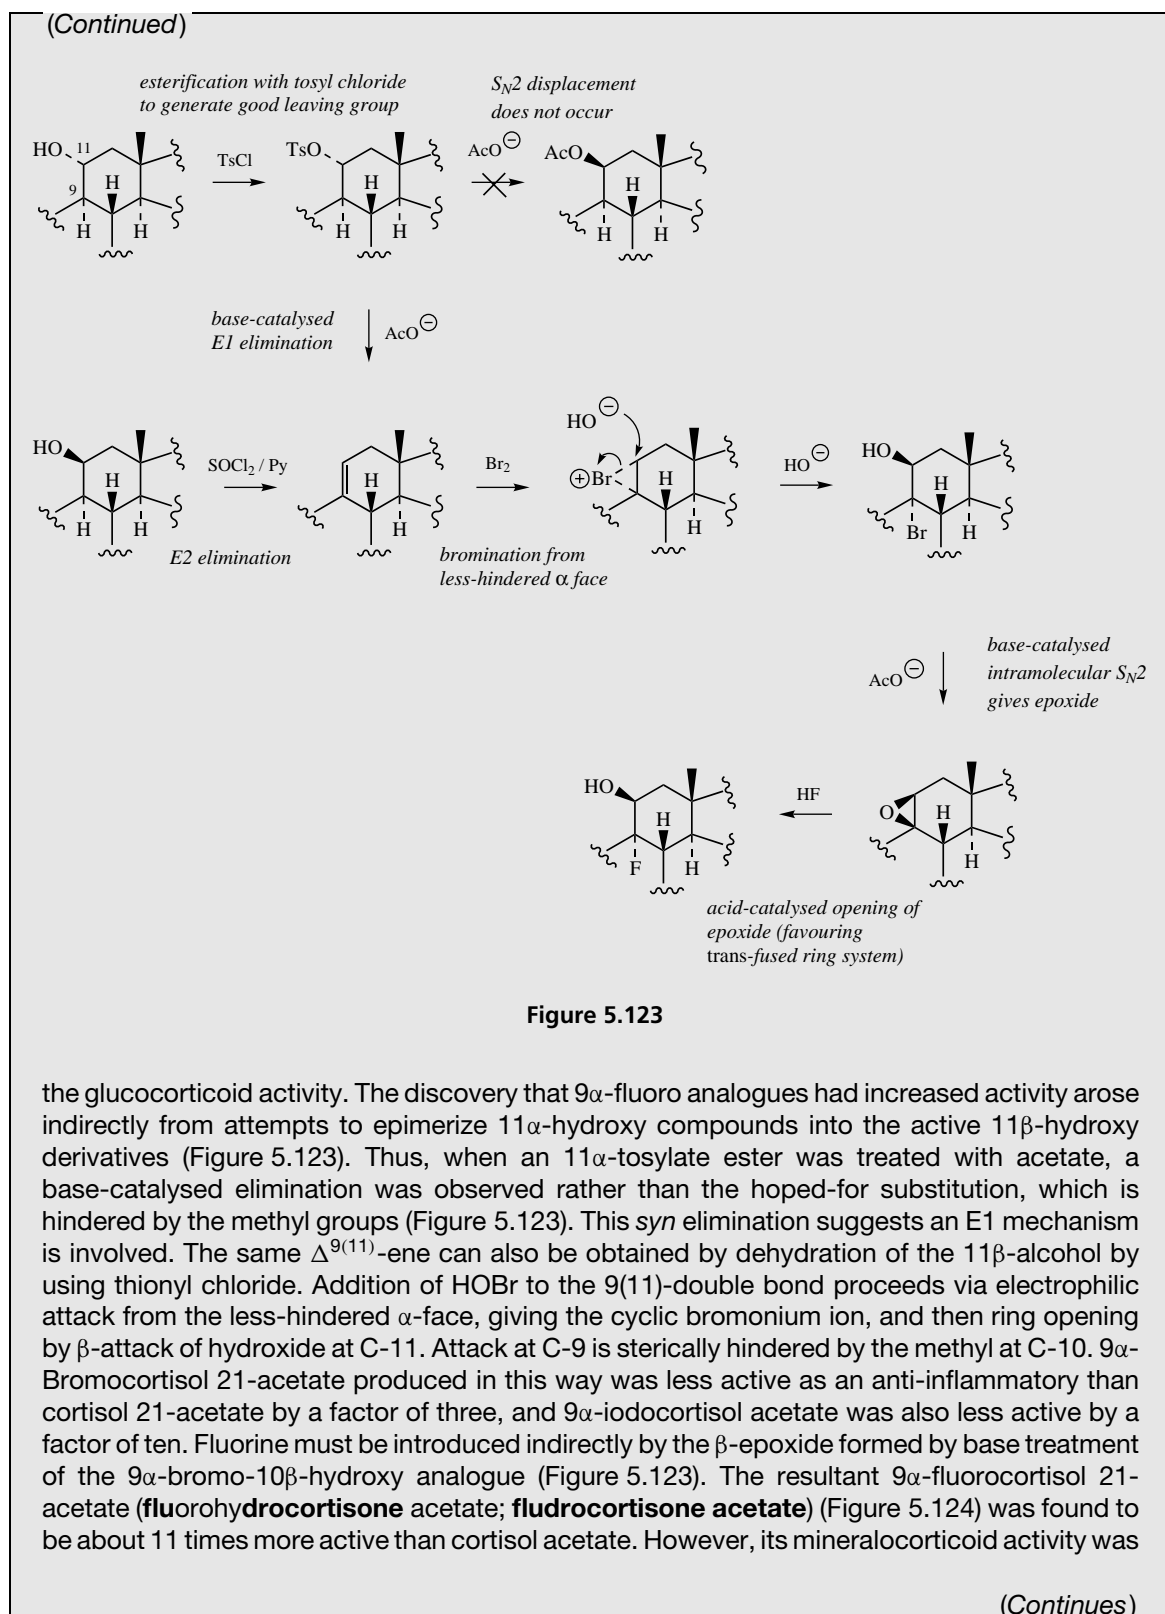 (Continued)
esterification with tosyl chloride
to generate good leaving group
SN2 displacement
does not occur
HO 11 9 H H H
TsCl
TsO H H H
AcO⊖
AcO H H H
base-catalysed
E1 elimination
AcO⊖
HO H H H
SOCl2 / Py
E2 elimination
H H
Br2
bromination from
less-hindered α face
HO⊖
⊕Br H H
HO⊖
HO H Br H
AcO⊖
base-catalysed
intramolecular SN2
gives epoxide
HO H F H
HF
O H H
acid-catalysed opening of
epoxide (favouring
trans-fused ring system)
Figure 5.123
the glucocorticoid activity. The discovery that 9α-fluoro analogues had increased activity arose
indirectly from attempts to epimerize 11α-hydroxy compounds into the active 11β-hydroxy
derivatives (Figure 5.123). Thus, when an 11α-tosylate ester was treated with acetate, a
base-catalysed elimination was observed rather than the hoped-for substitution, which is
hindered by the methyl groups (Figure 5.123). This syn elimination suggests an E1 mechanism
is involved. The same Δ9(11)-ene can also be obtained by dehydration of the 11β-alcohol by
using thionyl chloride. Addition of HOBr to the 9(11)-double bond proceeds via electrophilic
attack from the less-hindered α-face, giving the cyclic bromonium ion, and then ring opening
by β-attack of hydroxide at C-11. Attack at C-9 is sterically hindered by the methyl at C-10. 9α-
Bromocortisol 21-acetate produced in this way was less active as an anti-inflammatory than
cortisol 21-acetate by a factor of three, and 9α-iodocortisol acetate was also less active by a
factor of ten. Fluorine must be introduced indirectly by the β-epoxide formed by base treatment
of the 9α-bromo-10β-hydroxy analogue (Figure 5.123). The resultant 9α-fluorocortisol 21-
acetate (fluorohydrocortisone acetate; fludrocortisone acetate) (Figure 5.124) was found to
be about 11 times more active than cortisol acetate. However, its mineralocorticoid activity was
(Continues)